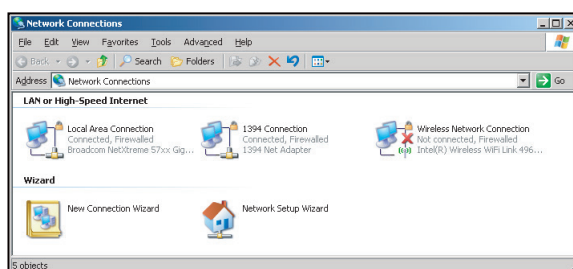 Network Connections
File Edit View Favorites Tools Advanced Help
Back Search Folders
Address Network Connections Go
LAN or High-Speed Internet
Local Area Connection
Connected, Firewalled
Broadcom NetXtreme 57xx Gig...
1394 Connection
Connected, Firewalled
1394 Net Adapter
Wireless Network Connection
Not connected, Firewalled
Intel(R) Wireless WiFi Link 496...
Wizard
New Connection Wizard
Network Setup Wizard
5 objects